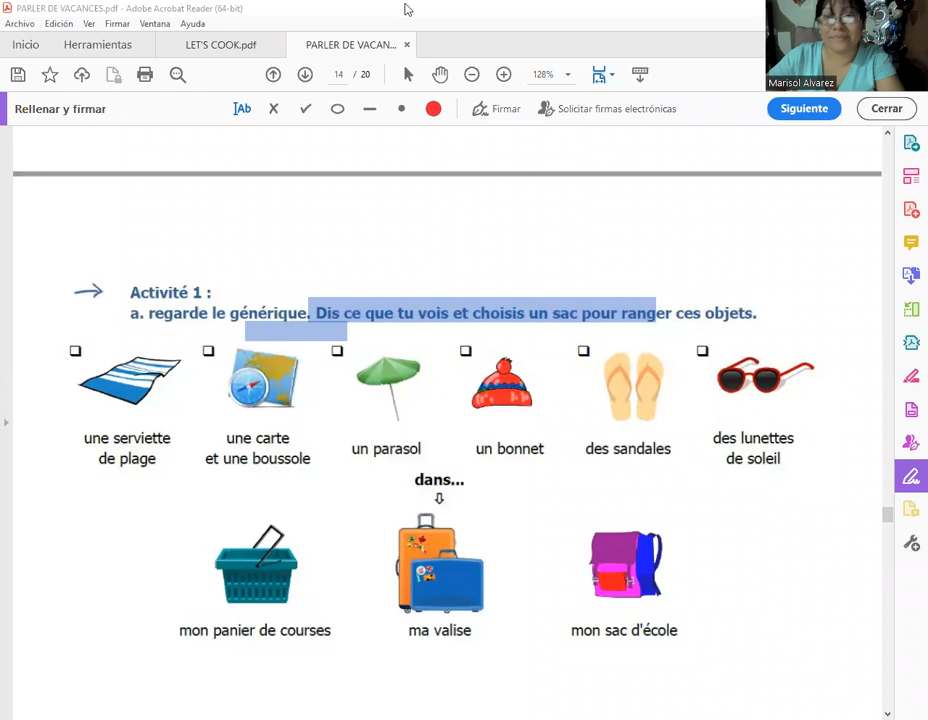 PARLER DE VACANCES.pdf - Adobe Acrobat Reader (64-bit)
Archivo Edición Ver Firmar Ventana Ayuda
Inicio Herramientas LET'S COOK.pdf PARLER DE VACAN... ×
14 / 20 128%
Rellenar y firmar Ab Firmar Solicitar firmas electrónicas Siguiente Cerrar
Marisol Alvarez
Activité 1 :
a. regarde le générique. Dis ce que tu vois et choisis un sac pour ranger ces objets.
une serviette
de plage
une carte
et une boussole
un parasol
un bonnet
des sandales
des lunettes
de soleil
dans...
mon panier de courses
ma valise
mon sac d'école